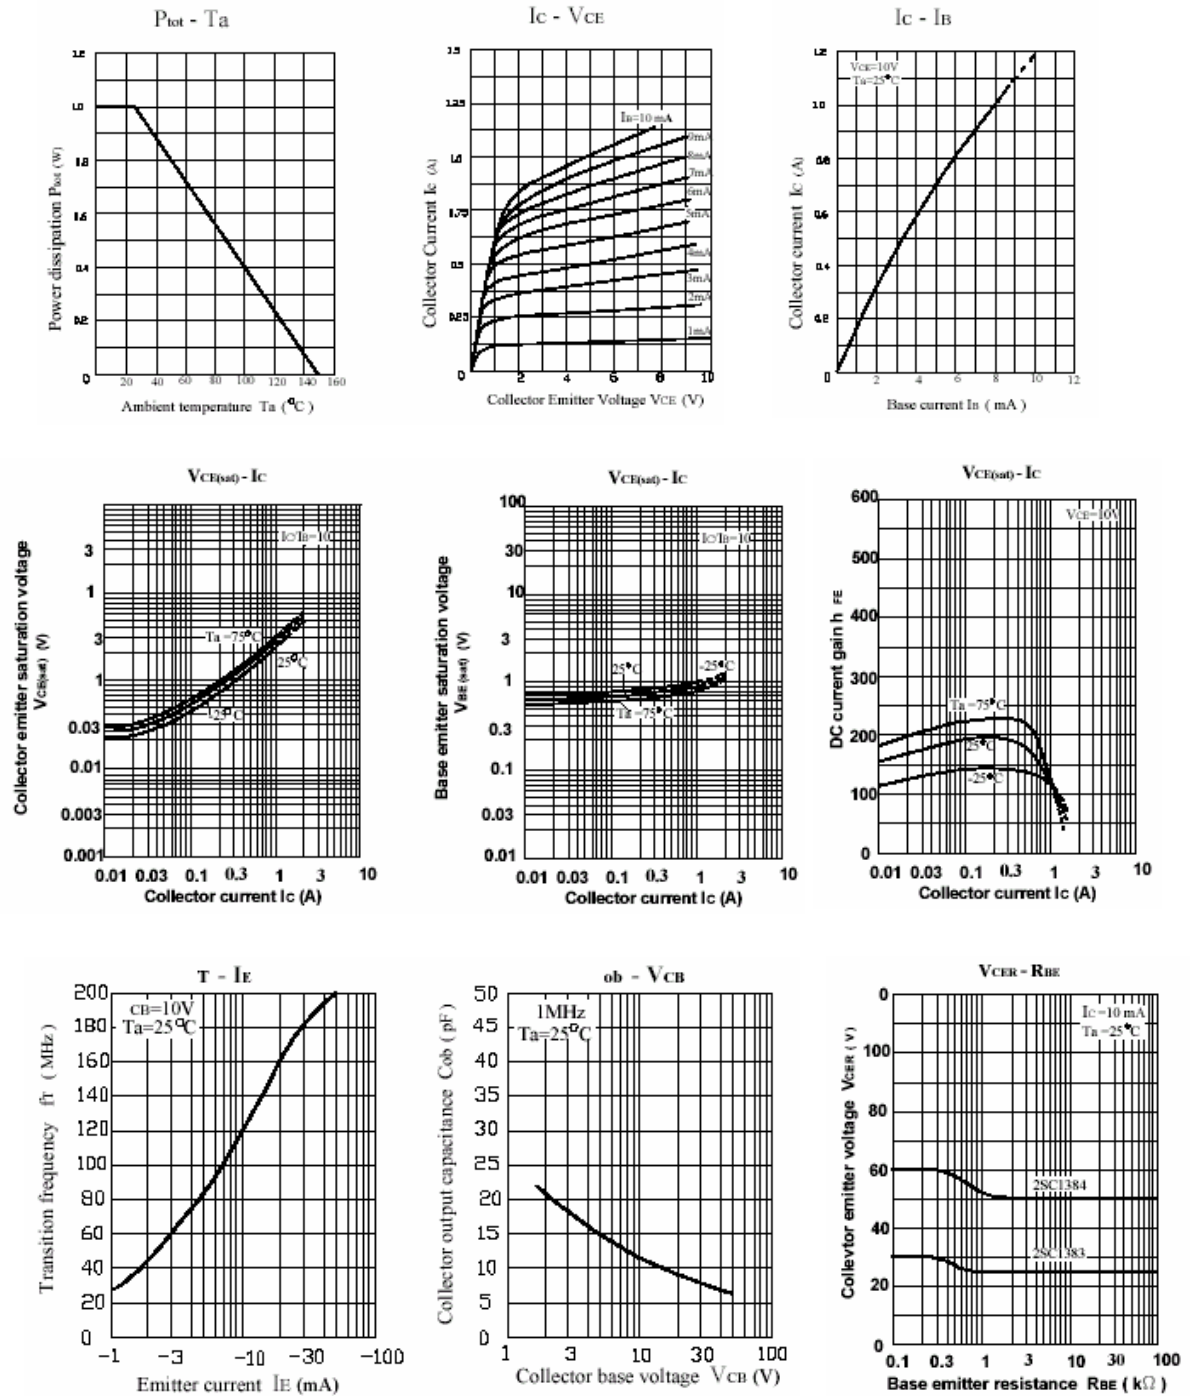 Ptot - Ta
1.2
1.0
0.8
0.6
0.4
0.2
0
20 40 60 80 100 120 140 160
Power dissipation Ptot (W)
Ambient temperature Ta (°C)
IC - VCE
1.5
1.25
1.0
0.75
0.5
0.25
0
0 2 4 6 8 10
IB=10 mA
9mA
8mA
7mA
6mA
5mA
4mA
3mA
2mA
1mA
Collector Current Ic (A)
Collector Emitter Voltage VCE (V)
IC - IB
VCE=10V
Ta=25°C
1.2
1.0
0.8
0.6
0.4
0.2
0
2 4 6 8 10 12
Collector current Ic (A)
Base current IB ( mA )
VCE(sat) - IC
IC/IB=10
3
1
3
1
0.03
0.01
0.003
0.001
0.01 0.03 0.1 0.3 1 3 10
Ta =75°C
25°C
-25°C
Collector emitter saturation voltage
VCE(sat) (V)
Collector current Ic (A)
VCE(sat) - IC
IC/IB=10
100
30
10
3
1
0.3
0.1
0.03
0.01
0.01 0.03 0.1 0.3 1 3 10
25°C
-25°C
Ta =75°C
Base emitter saturation voltage
VBE(sat) (V)
Collector current Ic (A)
VCE(sat) - IC
VCE=10V
600
500
400
300
200
100
0
0.01 0.03 0.1 0.3 1 3 10
Ta =75°C
25°C
-25°C
DC current gain h FE
Collector current Ic (A)
T - IE
CB=10V
Ta=25°C
200
180
160
140
120
100
80
60
40
20
0
-1 -3 -10 -30 -100
Transition frequency fT ( MHz)
Emitter current IE (mA)
ob - VCB
1MHz
Ta=25°C
50
45
40
35
30
25
20
15
10
5
0
1 3 10 30 100
Collector output capacitance Cob ( pF)
Collector base voltage VCB (V)
VCER - RBE
IC =10 mA
Ta =25°C
0
100
80
60
40
20
0
0.1 0.3 1 3 10 30 100
2SC1384
2SC1383
Collevtor emitter voltage VCER ( V)
Base emitter resistance RBE ( kΩ )